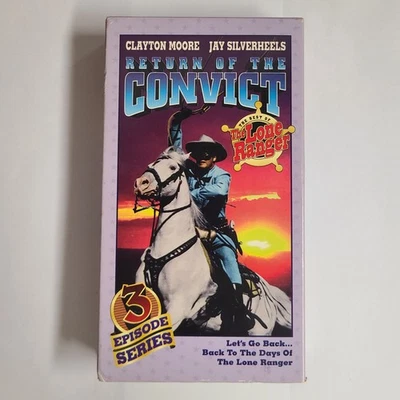 CLAYTON MOORE JAY SILVERHEELS
RETURN OF THE
CONVICT
THE BEST OF
The Lone
Ranger
3
EPISODE
SERIES
Let's Go Back...
Back To The Days Of
The Lone Ranger